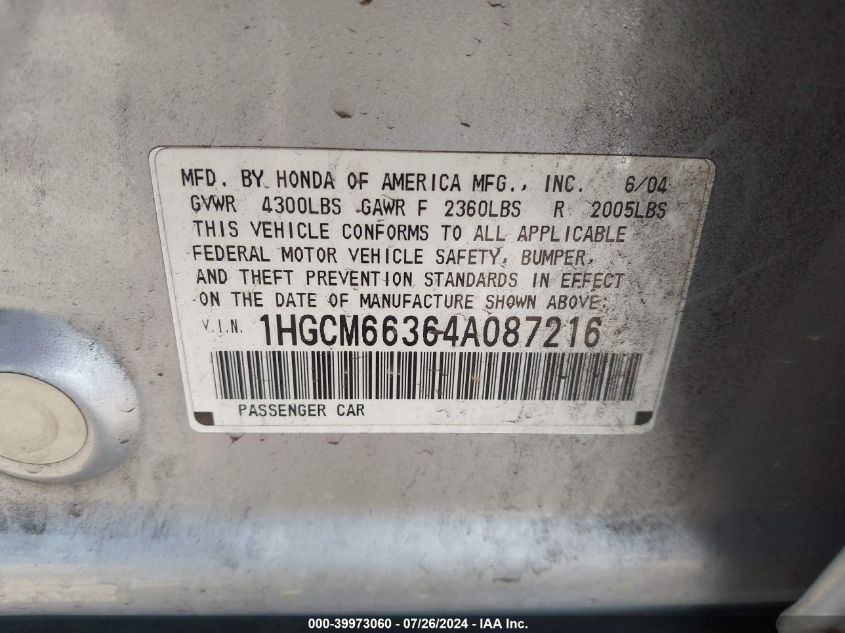 MFD. BY HONDA OF AMERICA MFG., INC. 6/04
GVWR 4300LBS GAWR F 2360LBS R 2005LBS
THIS VEHICLE CONFORMS TO ALL APPLICABLE
FEDERAL MOTOR VEHICLE SAFETY, BUMPER,
AND THEFT PREVENTION STANDARDS IN EFFECT
ON THE DATE OF MANUFACTURE SHOWN ABOVE:
V.I.N. 1HGCM66364A087216
PASSENGER CAR
000-39973060 - 07/26/2024 - IAA Inc.